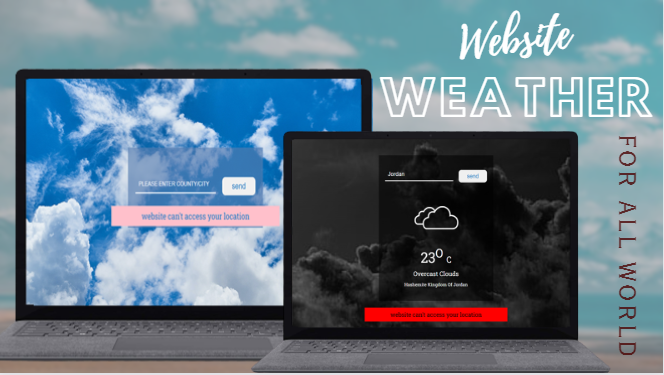 Website
WEATHER
FOR ALL WORLD
PLEASE ENTER COUNTY/CITY
send
website can't access your location
Jordan
send
23⁰ C
Overcast Clouds
Hashemite Kingdom Of Jordan
website can't access your location